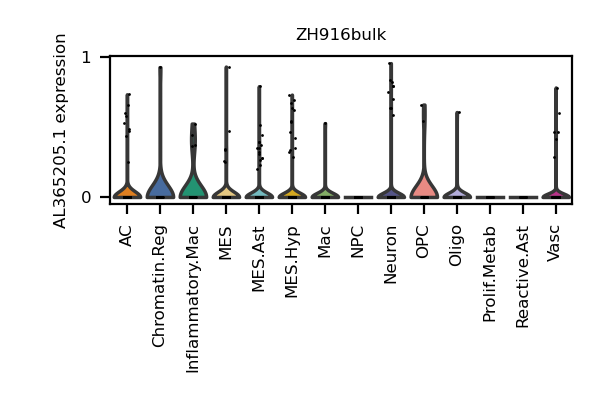 ZH916bulk
AL365205.1 expression
1
0
AC
Chromatin.Reg
Inflammatory.Mac
MES
MES.Ast
MES.Hyp
Mac
NPC
Neuron
OPC
Oligo
Prolif.Metab
Reactive.Ast
Vasc